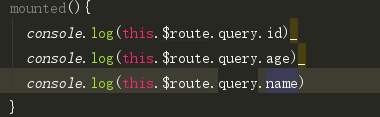 mounted(){
console.log(this.$route.query.id)_
console.log(this.$route.query.age)_
console.log(this.$route.query.name)
}